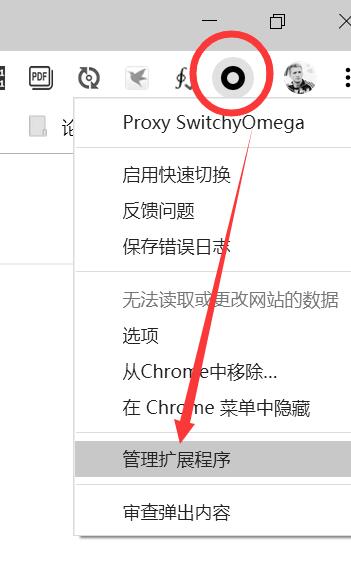 PDF
论
Proxy SwitchyOmega
启用快速切换
反馈问题
保存错误日志
无法读取或更改网站的数据
选项
从Chrome中移除...
在 Chrome 菜单中隐藏
管理扩展程序
审查弹出内容